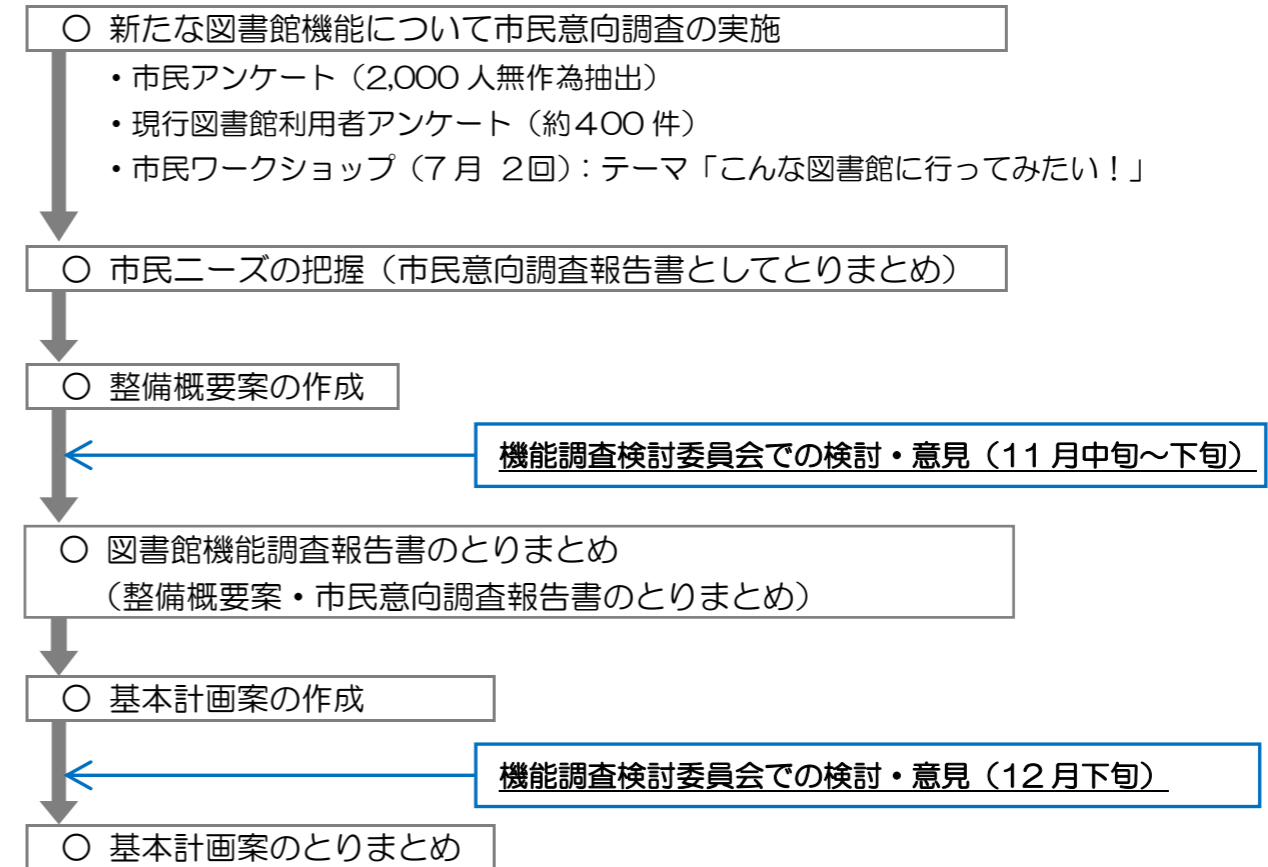 〇 新たな図書館機能について市民意向調査の実施
・市民アンケート（2,000 人無作為抽出）
・現行図書館利用者アンケート（約４００件）
・市民ワークショップ（７月 ２回）：テーマ「こんな図書館に行ってみたい！」
〇 市民ニーズの把握（市民意向調査報告書としてとりまとめ）
〇 整備概要案の作成
機能調査検討委員会での検討・意見（11 月中旬～下旬）
〇 図書館機能調査報告書のとりまとめ
（整備概要案・市民意向調査報告書のとりまとめ）
〇 基本計画案の作成
機能調査検討委員会での検討・意見（12 月下旬）
〇 基本計画案のとりまとめ